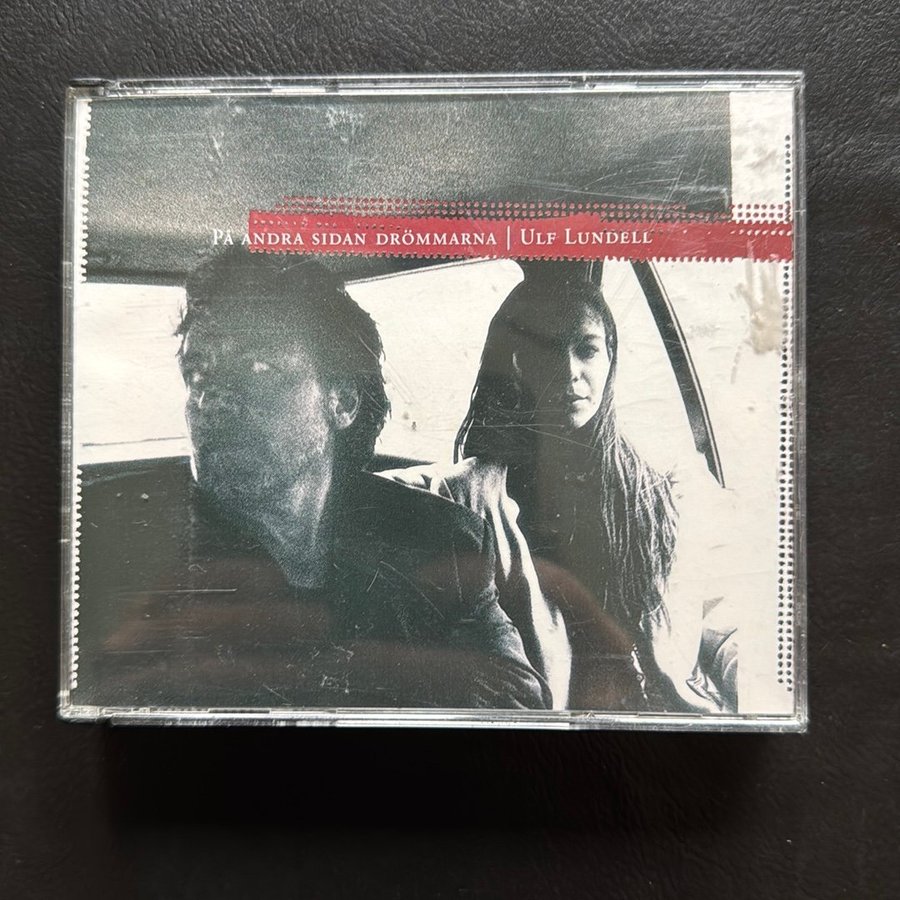 På andra sidan drömmarna | Ulf Lundell